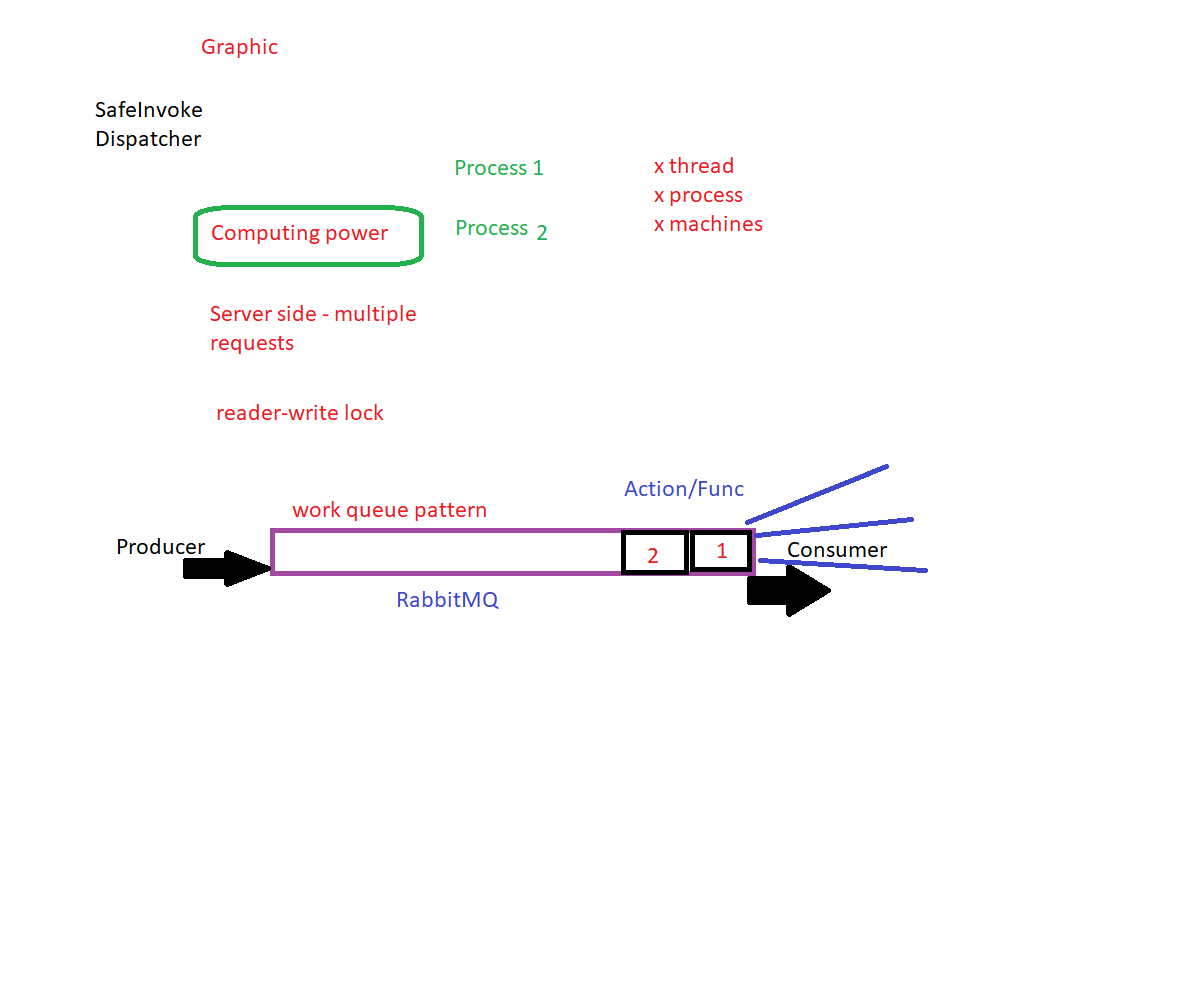 Graphic
SafeInvoke
Dispatcher
Process 1
x thread
x process
x machines
Process 2
Computing power
Server side - multiple
requests
reader-write lock
Action/Func
work queue pattern
Producer
2
1
Consumer
RabbitMQ